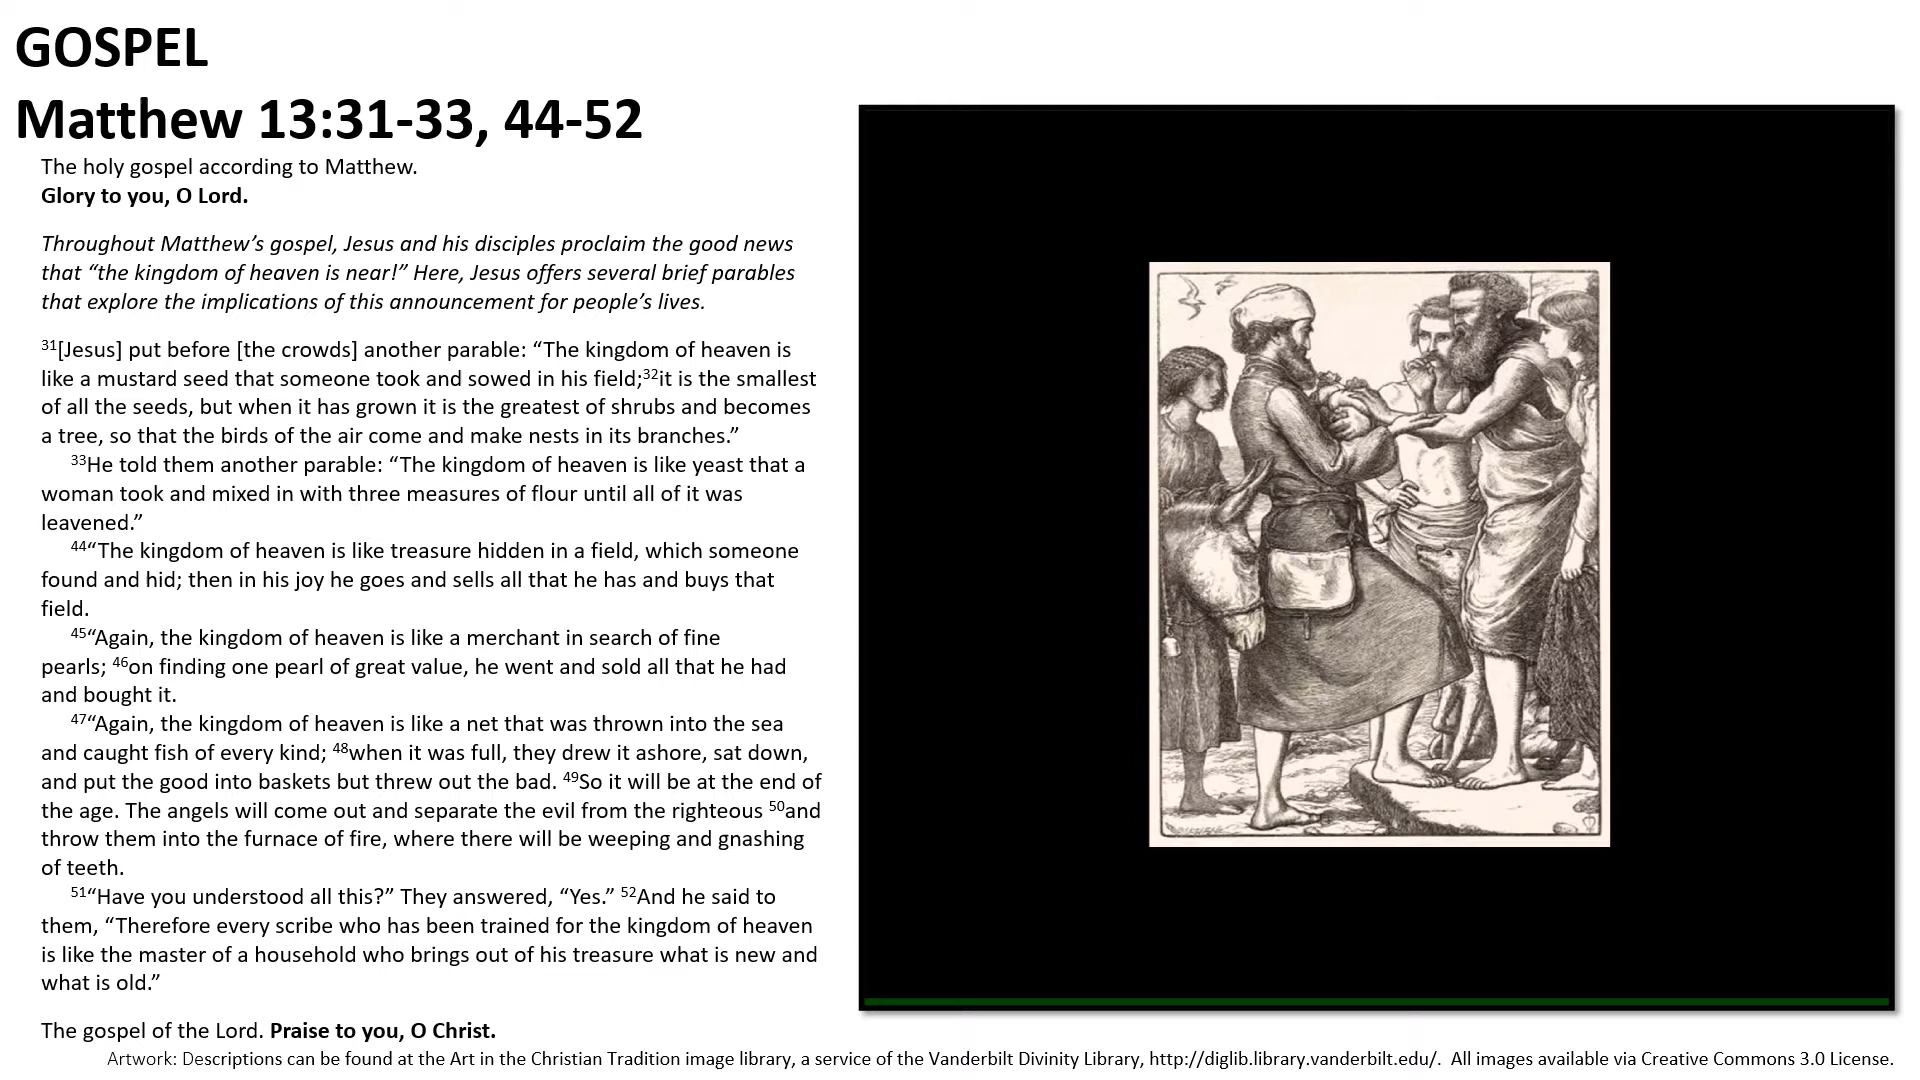 GOSPEL
Matthew 13:31-33, 44-52
The holy gospel according to Matthew.
Glory to you, O Lord.
Throughout Matthew’s gospel, Jesus and his disciples proclaim the good news
that “the kingdom of heaven is near!” Here, Jesus offers several brief parables
that explore the implications of this announcement for people’s lives.
31[Jesus] put before [the crowds] another parable: “The kingdom of heaven is
like a mustard seed that someone took and sowed in his field;32it is the smallest
of all the seeds, but when it has grown it is the greatest of shrubs and becomes
a tree, so that the birds of the air come and make nests in its branches.”
33He told them another parable: “The kingdom of heaven is like yeast that a
woman took and mixed in with three measures of flour until all of it was
leavened.”
44“The kingdom of heaven is like treasure hidden in a field, which someone
found and hid; then in his joy he goes and sells all that he has and buys that
field.
45“Again, the kingdom of heaven is like a merchant in search of fine
pearls; 46on finding one pearl of great value, he went and sold all that he had
and bought it.
47“Again, the kingdom of heaven is like a net that was thrown into the sea
and caught fish of every kind; 48when it was full, they drew it ashore, sat down,
and put the good into baskets but threw out the bad. 49So it will be at the end of
the age. The angels will come out and separate the evil from the righteous 50and
throw them into the furnace of fire, where there will be weeping and gnashing
of teeth.
51“Have you understood all this?” They answered, “Yes.” 52And he said to
them, “Therefore every scribe who has been trained for the kingdom of heaven
is like the master of a household who brings out of his treasure what is new and
what is old.”
The gospel of the Lord. Praise to you, O Christ.
Artwork: Descriptions can be found at the Art in the Christian Tradition image library, a service of the Vanderbilt Divinity Library, http://diglib.library.vanderbilt.edu/.  All images available via Creative Commons 3.0 License.